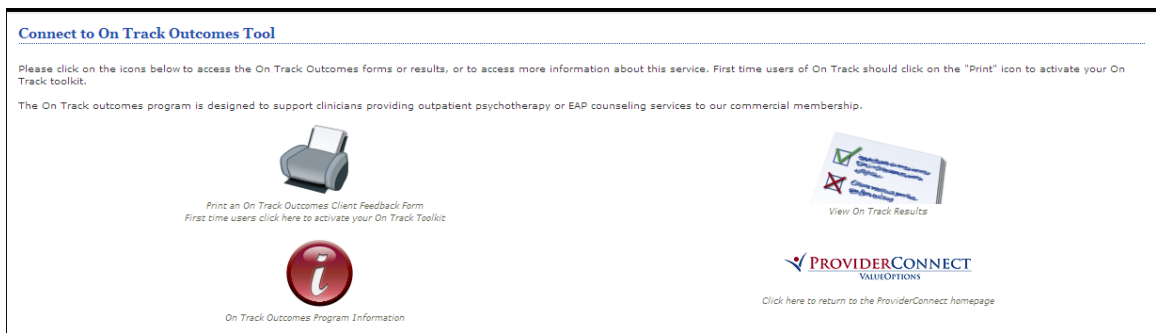 Connect to On Track Outcomes Tool
Please click on the icons below to access the On Track Outcomes forms or results, or to access more information about this service. First time users of On Track should click on the "Print" icon to activate your On
Track toolkit.
The On Track outcomes program is designed to support clinicians providing outpatient psychotherapy or EAP counseling services to our commercial membership.
Print an On Track Outcomes Client Feedback Form
First time users click here to activate your On Track Toolkit
View On Track Results
i
On Track Outcomes Program Information
PROVIDERCONNECT
VALUEOPTIONS
Click here to return to the ProviderConnect homepage